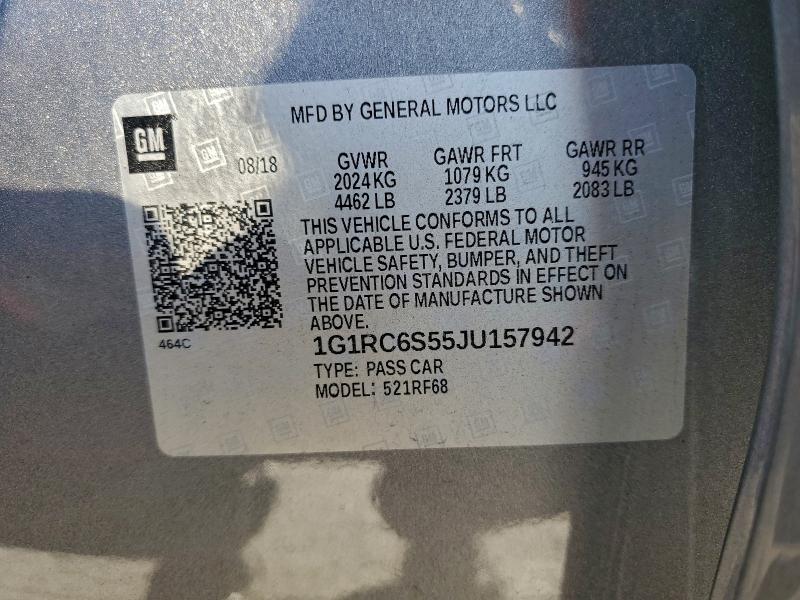 MFD BY GENERAL MOTORS LLC
GM
08/18
GVWR GAWR FRT GAWR RR
2024 KG 1079 KG 945 KG
4462 LB 2379 LB 2083 LB
THIS VEHICLE CONFORMS TO ALL
APPLICABLE U.S. FEDERAL MOTOR
VEHICLE SAFETY, BUMPER, AND THEFT
PREVENTION STANDARDS IN EFFECT ON
THE DATE OF MANUFACTURE SHOWN
ABOVE.
464C
1G1RC6S55JU157942
TYPE: PASS CAR
MODEL: 521RF68